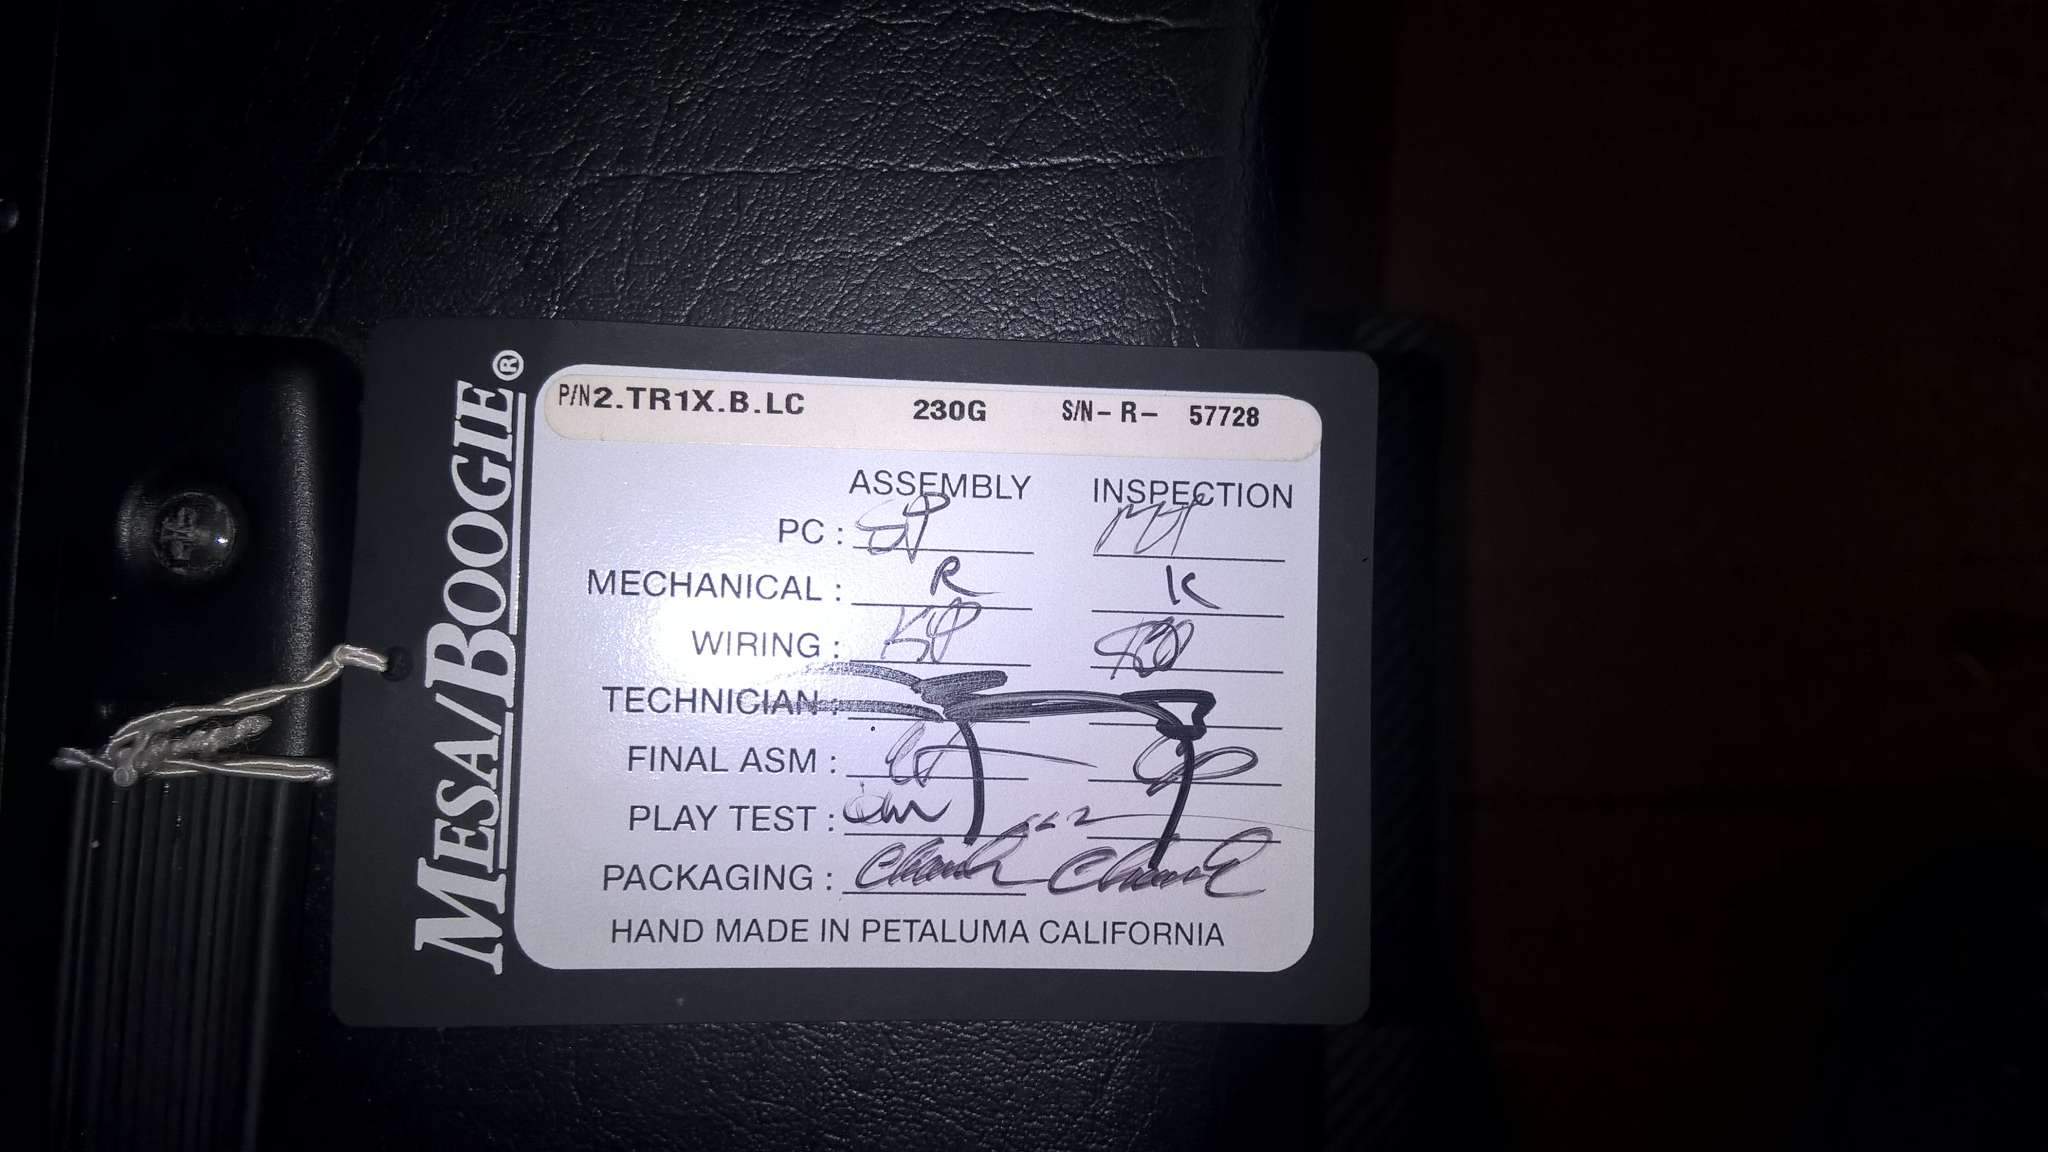 MESA/BOOGIE®
P/N2.TR1X.B.LC 230G S/N-R- 57728
ASSEMBLY INSPECTION
PC :
MECHANICAL : R K
WIRING :
TECHNICIAN :
FINAL ASM :
PLAY TEST :
PACKAGING :
HAND MADE IN PETALUMA CALIFORNIA